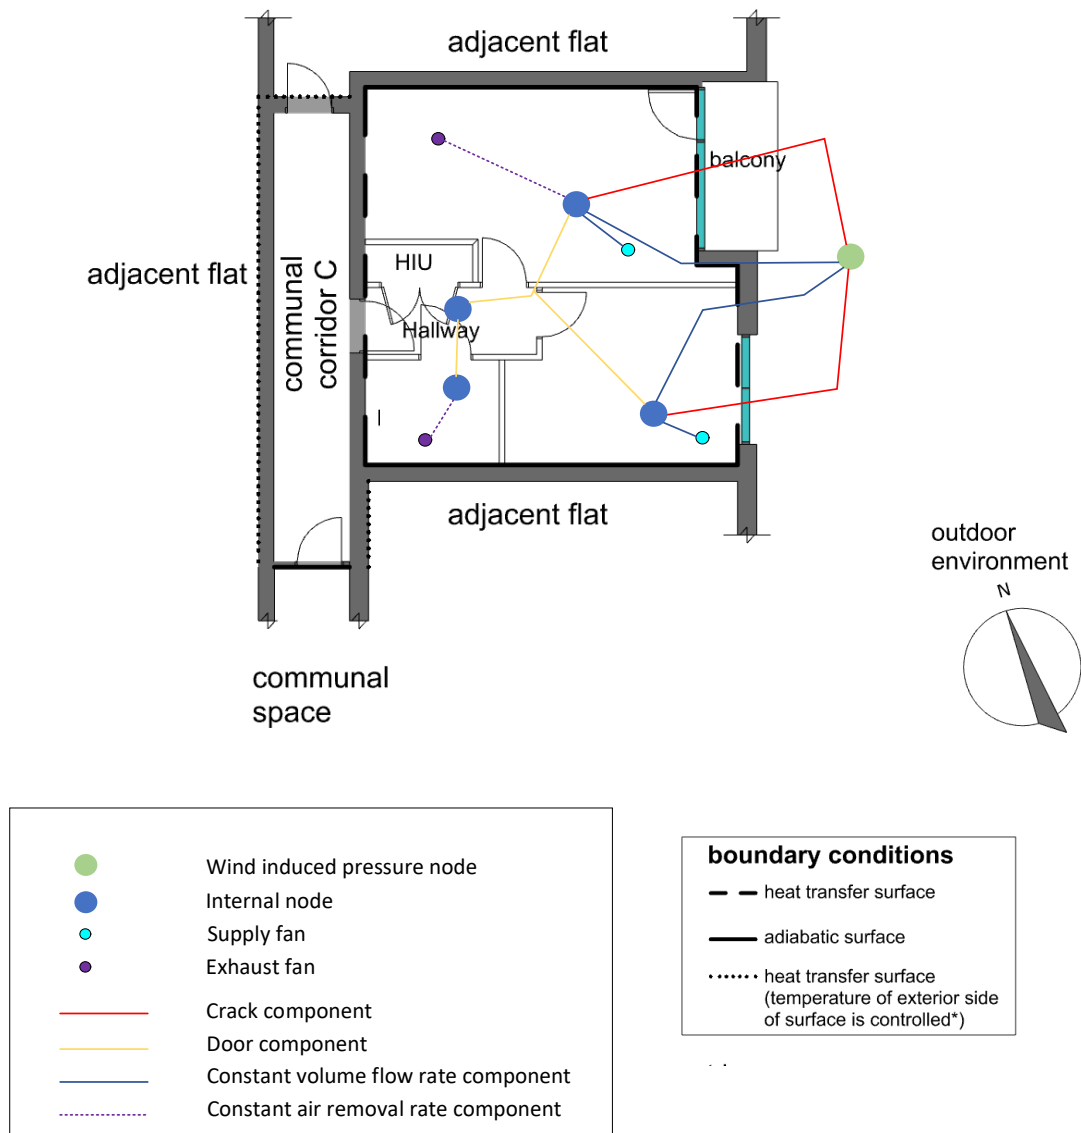 adjacent flat
balcony
adjacent flat
communal
corridor C
HIU
Hallway
l
adjacent flat
outdoor
environment
N
communal
space
Wind induced pressure node
Internal node
Supply fan
Exhaust fan
Crack component
Door component
Constant volume flow rate component
Constant air removal rate component
boundary conditions
heat transfer surface
adiabatic surface
heat transfer surface
(temperature of exterior side
of surface is controlled*)